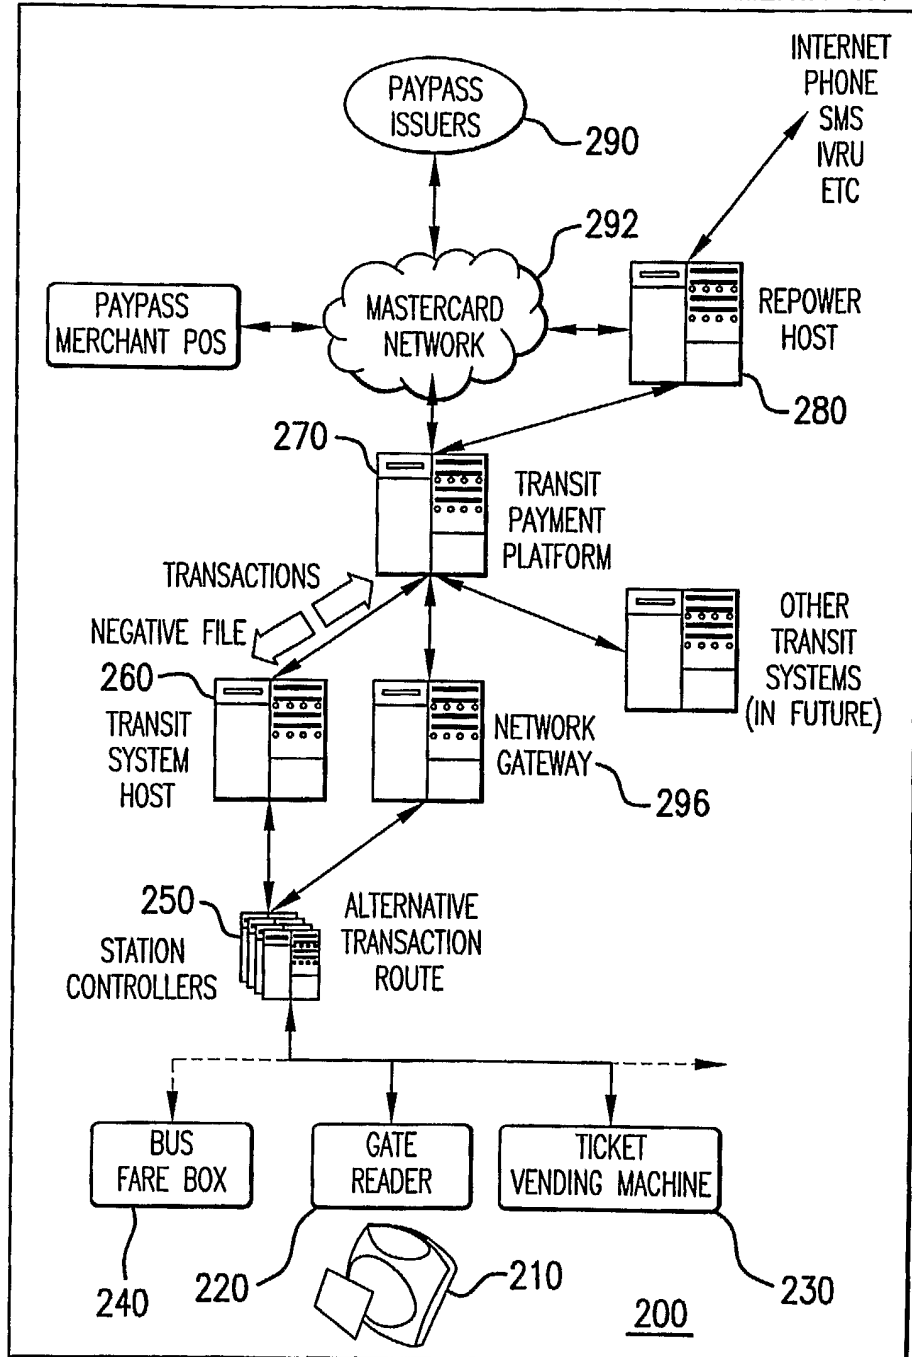 INTERNET
PHONE
SMS
IVRU
ETC
PAYPASS
ISSUERS
290
292
PAYPASS
MERCHANT POS
MASTERCARD
NETWORK
REPOWER
HOST
280
270
TRANSIT
PAYMENT
PLATFORM
TRANSACTIONS
NEGATIVE FILE
OTHER
TRANSIT
SYSTEMS
(IN FUTURE)
260
TRANSIT
SYSTEM
HOST
NETWORK
GATEWAY
296
250
STATION
CONTROLLERS
ALTERNATIVE
TRANSACTION
ROUTE
BUS
FARE BOX
GATE
READER
TICKET
VENDING MACHINE
240
220
210
230
200